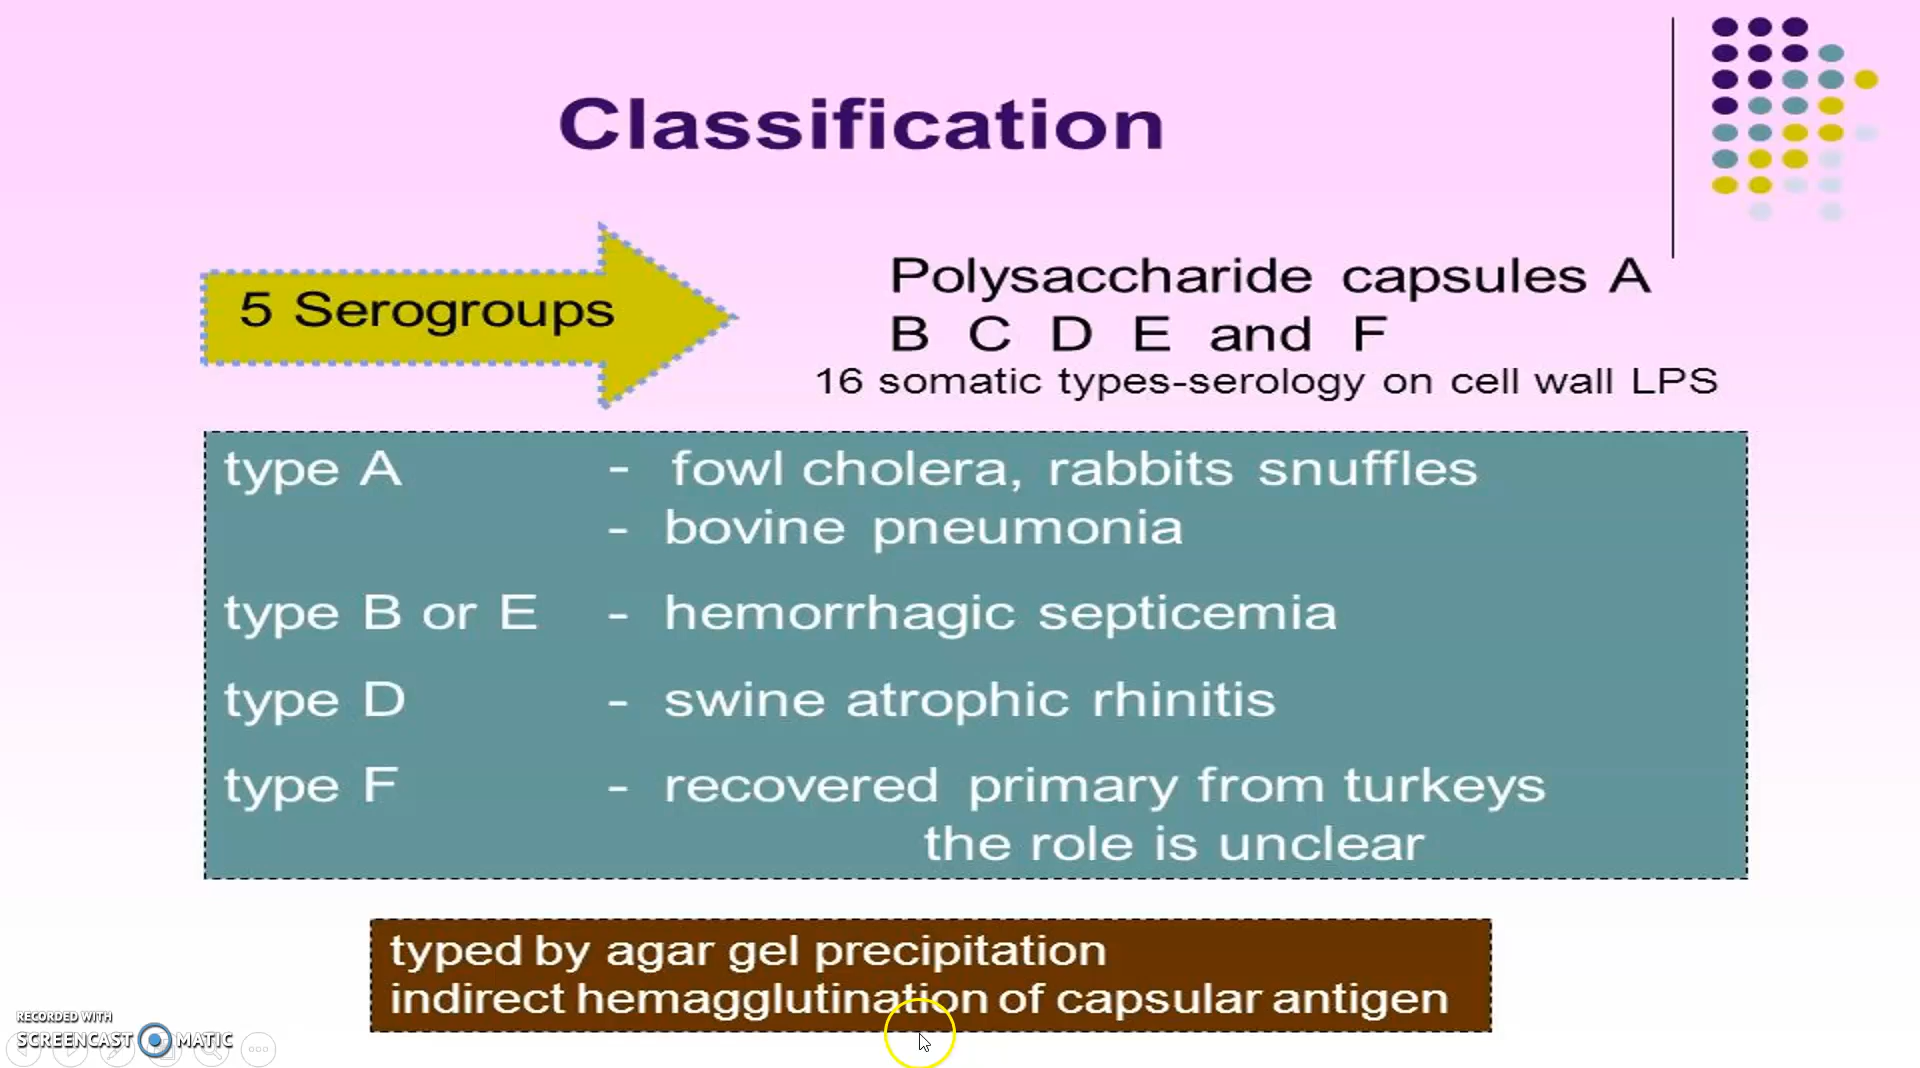 Classification
5 Serogroups
Polysaccharide capsules A
B C D E and F
16 somatic types-serology on cell wall LPS
type A - fowl cholera, rabbits snuffles
- bovine pneumonia
type B or E - hemorrhagic septicemia
type D - swine atrophic rhinitis
type F - recovered primary from turkeys
the role is unclear
typed by agar gel precipitation
indirect hemagglutination of capsular antigen
RECORDED WITH
SCREENCAST MATIC